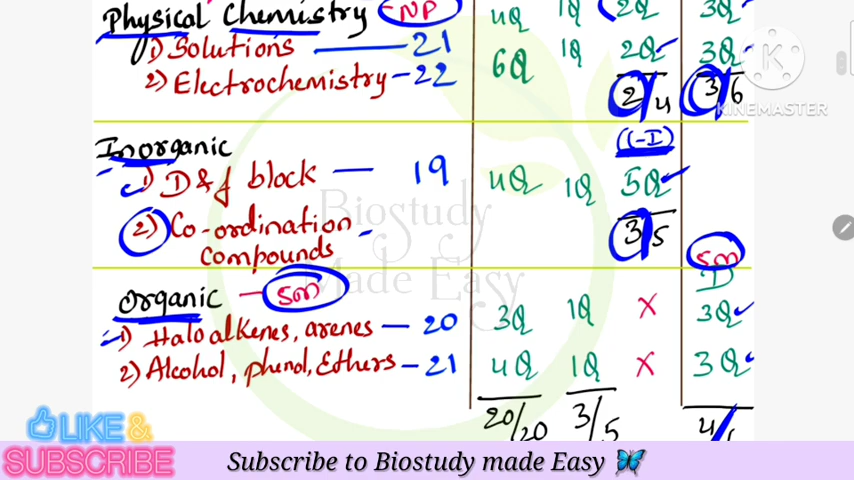 Physical Chemistry - NP 4Q 1Q 2Q 3Q
1) Solutions — 21 6Q 1Q 2Q 3Q
2) Electrochemistry - 22 2/4 3/6
KINEMASTER
Inorganic (-I)
1) D & f block — 19 4Q 1Q 5Q
2) Co-ordination
compounds - 3/5 5m
Biostudy
Made Easy
Organic - 5m D
1) Haloalkenes, arenes - 20 3Q 1Q X 3Q
2) Alcohol, phenol, Ethers - 21 4Q 1Q X 3Q
20/20 3/5
LIKE &
SUBSCRIBE
Subscribe to Biostudy made Easy 🦋